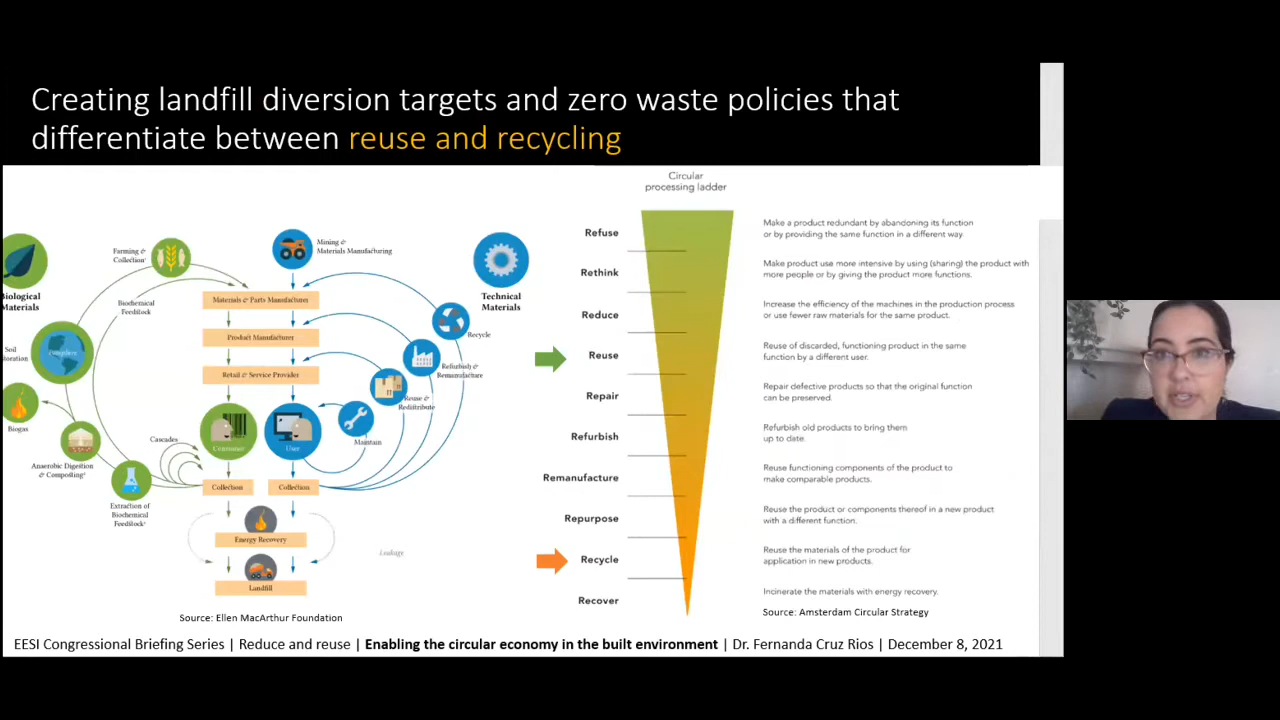 Creating landfill diversion targets and zero waste policies that
differentiate between reuse and recycling
Biological
Materials
Farming &
Collection¹
Biochemical
Feedstock
Soil
Restoration
Biosphere
Biogas
Anaerobic Digestion
& Composting²
Extraction of
Biochemical
Feedstock²
Cascades
Mining &
Materials Manufacturing
Materials & Parts Manufacturer
Product Manufacturer
Retail & Service Provider
Consumer
User
Collection
Collection
Energy Recovery
Landfill
Leakage
Technical
Materials
Recycle
Refurbish &
Remanufacture
Reuse &
Redistribute
Maintain
Source: Ellen MacArthur Foundation
Circular
processing ladder
Refuse
Make a product redundant by abandoning its function
or by providing the same function in a different way.
Rethink
Make product use more intensive by using (sharing) the product with
more people or by giving the product more functions.
Reduce
Increase the efficiency of the machines in the production process
or use fewer raw materials for the same product.
Reuse
Reuse of discarded, functioning product in the same
function by a different user.
Repair
Repair defective products so that the original function
can be preserved.
Refurbish
Refurbish old products to bring them
up to date.
Remanufacture
Reuse functioning components of the product to
make comparable products.
Repurpose
Reuse the product or components thereof in a new product
with a different function.
Recycle
Reuse the materials of the product for
application in new products.
Recover
Incinerate the materials with energy recovery.
Source: Amsterdam Circular Strategy
EESI Congressional Briefing Series | Reduce and reuse | Enabling the circular economy in the built environment | Dr. Fernanda Cruz Rios | December 8, 2021